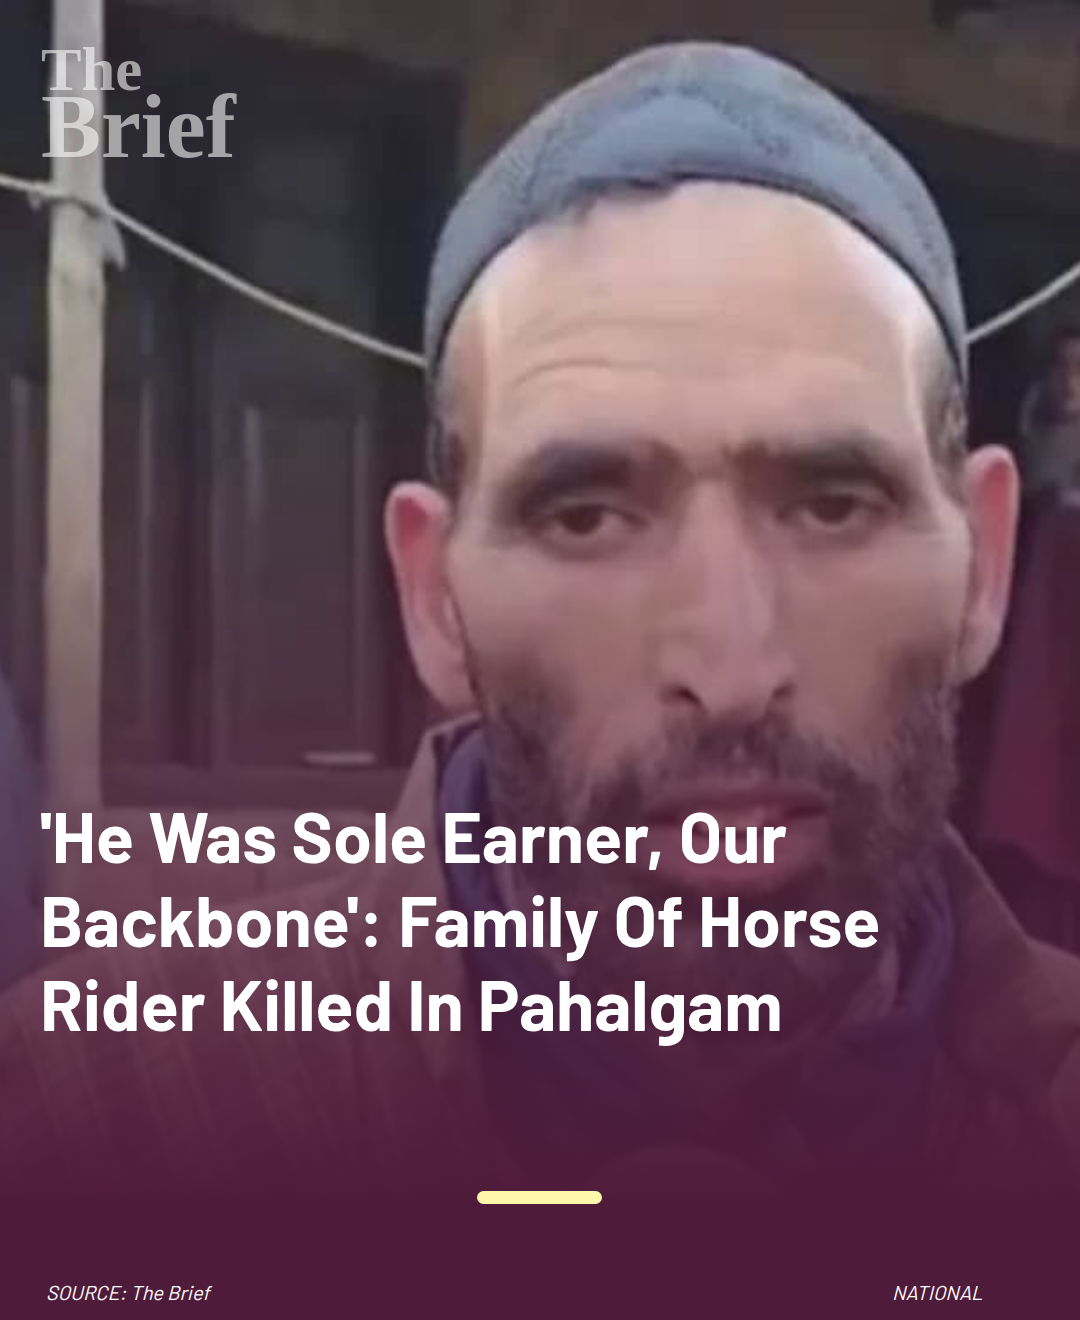 The
Brief
'He Was Sole Earner, Our
Backbone': Family Of Horse
Rider Killed In Pahalgam
SOURCE: The Brief
NATIONAL